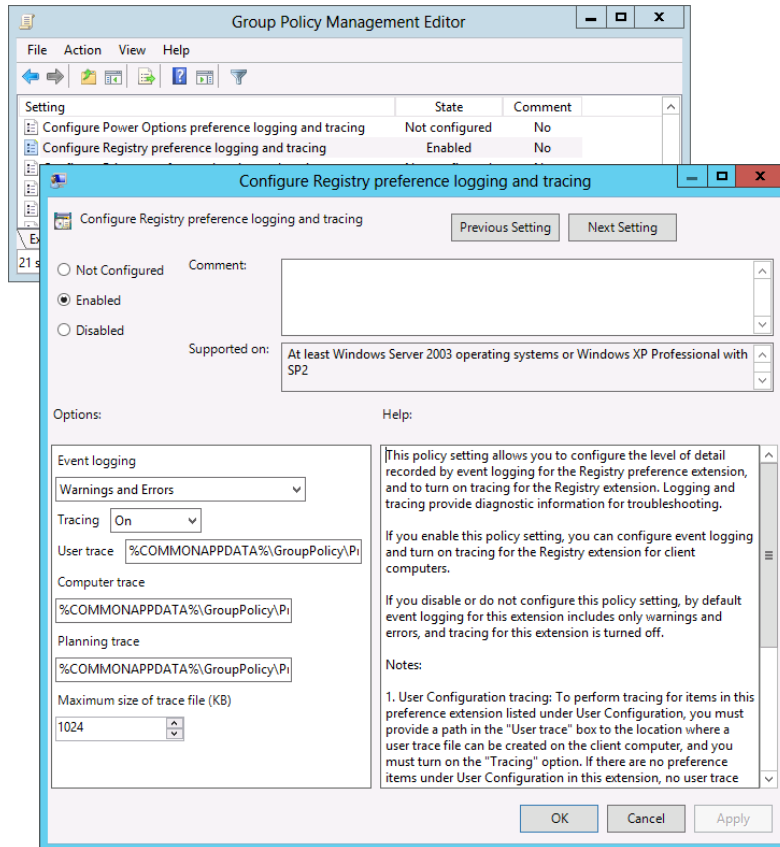 Group Policy Management Editor
File Action View Help
Setting State Comment
Configure Power Options preference logging and tracing Not configured No
Configure Registry preference logging and tracing Enabled No
Ex
21 s
Configure Registry preference logging and tracing
Configure Registry preference logging and tracing
Previous Setting Next Setting
Not Configured
Comment:
Enabled
Disabled
Supported on:
At least Windows Server 2003 operating systems or Windows XP Professional with
SP2
Options:
Help:
Event logging
Warnings and Errors
Tracing On
User trace %COMMONAPPDATA%\GroupPolicy\Pr
Computer trace
%COMMONAPPDATA%\GroupPolicy\Pr
Planning trace
%COMMONAPPDATA%\GroupPolicy\Pr
Maximum size of trace file (KB)
1024
This policy setting allows you to configure the level of detail
recorded by event logging for the Registry preference extension,
and to turn on tracing for the Registry extension. Logging and
tracing provide diagnostic information for troubleshooting.
If you enable this policy setting, you can configure event logging
and turn on tracing for the Registry extension for client
computers.
If you disable or do not configure this policy setting, by default
event logging for this extension includes only warnings and
errors, and tracing for this extension is turned off.
Notes:
1. User Configuration tracing: To perform tracing for items in this
preference extension listed under User Configuration, you must
provide a path in the "User trace" box to the location where a
user trace file can be created on the client computer, and you
must turn on the "Tracing" option. If there are no preference
items under User Configuration in this extension, no user trace
OK Cancel Apply